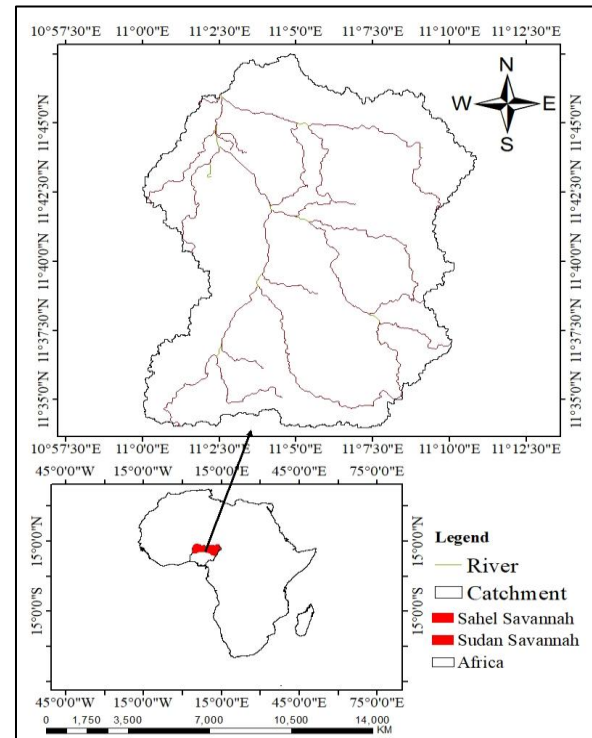 10°57'30"E 11°0'0"E 11°2'30"E 11°5'0"E 11°7'30"E 11°10'0"E 11°12'30"E
N
W E
S
11°45'0"N 11°45'0"N
11°42'30"N 11°42'30"N
11°40'0"N 11°40'0"N
11°37'30"N 11°37'30"N
11°35'0"N 11°35'0"N
10°57'30"E 11°0'0"E 11°2'30"E 11°5'0"E 11°7'30"E 11°10'0"E 11°12'30"E
45°0'0"W 15°0'0"W 15°0'0"E 45°0'0"E 75°0'0"E
15°0'0"N 15°0'0"N
15°0'0"S 15°0'0"S
Legend
River
Catchment
Sahel Savannah
Sudan Savannah
Africa
45°0'0"W 15°0'0"W 15°0'0"E 45°0'0"E 75°0'0"E
0 1,750 3,500 7,000 10,500 14,000
KM